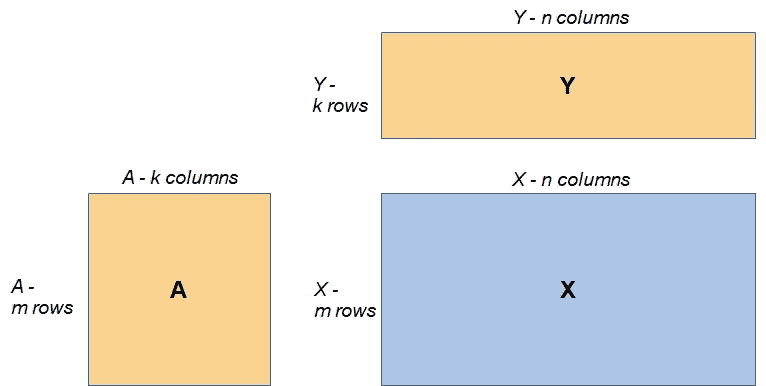 Y - n columns
Y -
k rows
Y
A - k columns
X - n columns
A -
m rows
A
X -
m rows
X